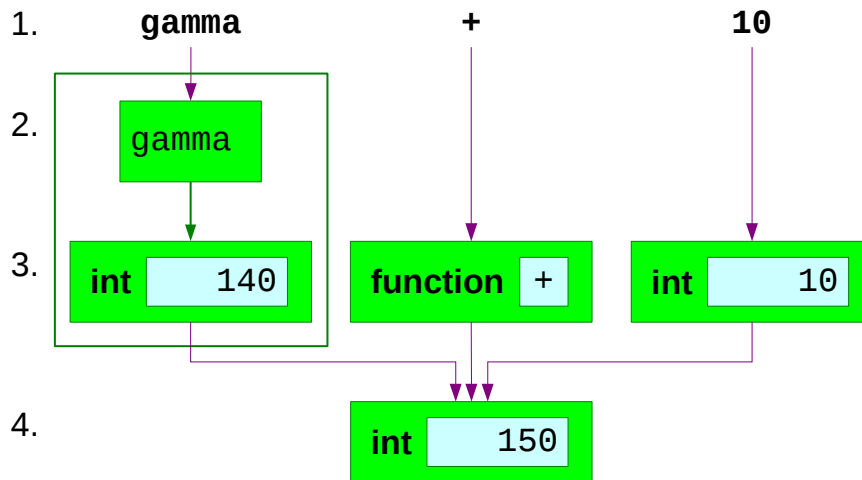 1. gamma + 10
2. gamma
3. int 140 function + int 10
4. int 150